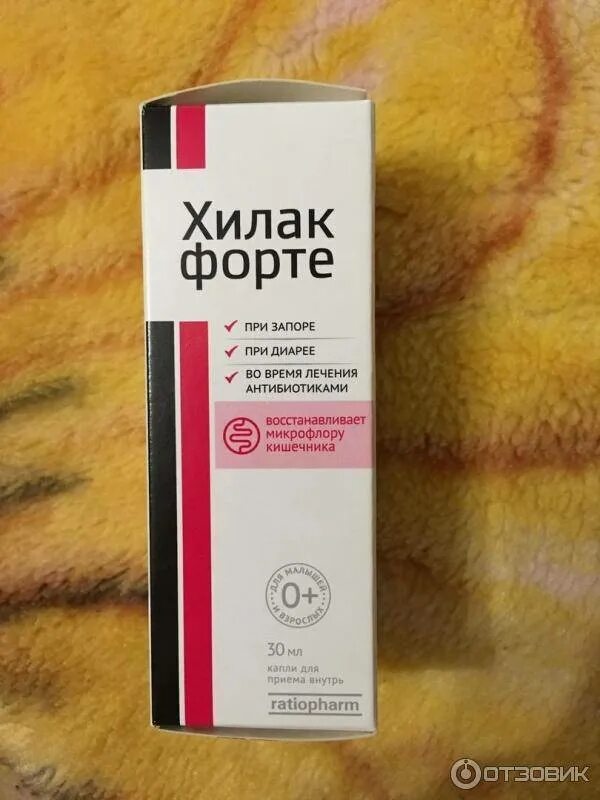 Хилак
форте
ПРИ ЗАПОРЕ
ПРИ ДИАРЕЕ
ВО ВРЕМЯ ЛЕЧЕНИЯ
АНТИБИОТИКАМИ
восстанавливает
микрофлору
кишечника
ДЛЯ МАЛЫШЕЙ
0+
И ВЗРОСЛЫХ
30 мл
капли для
приема внутрь
ratiopharm
ОТЗОВИК